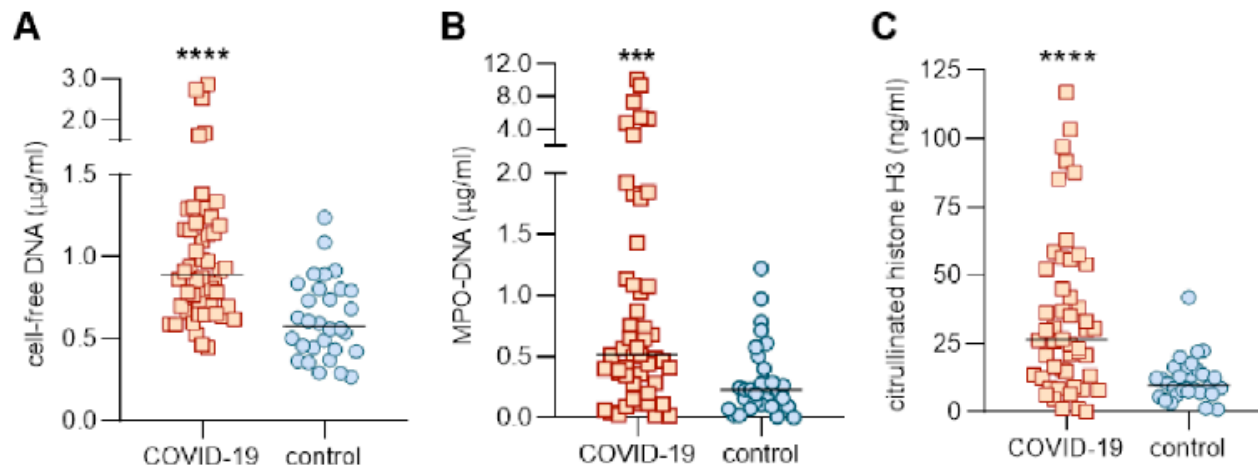 A
cell-free DNA (µg/ml)
****
3.0
2.0
1.5
1.0
0.5
0.0
COVID-19 control
B
MPO-DNA (µg/ml)
***
12.0
8.0
4.0
2.0
1.5
1.0
0.5
0.0
COVID-19 control
C
citrullinated histone H3 (ng/ml)
****
125
100
75
50
25
0
COVID-19 control